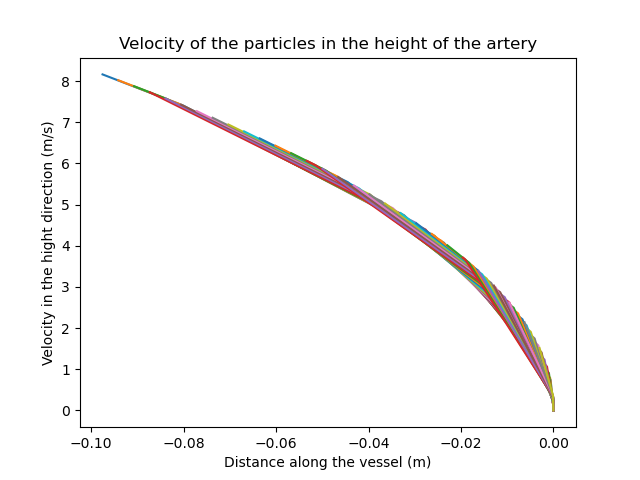 Velocity of the particles in the height of the artery
Velocity in the hight direction (m/s)
8
7
6
5
4
3
2
1
0
−0.10 −0.08 −0.06 −0.04 −0.02 0.00
Distance along the vessel (m)